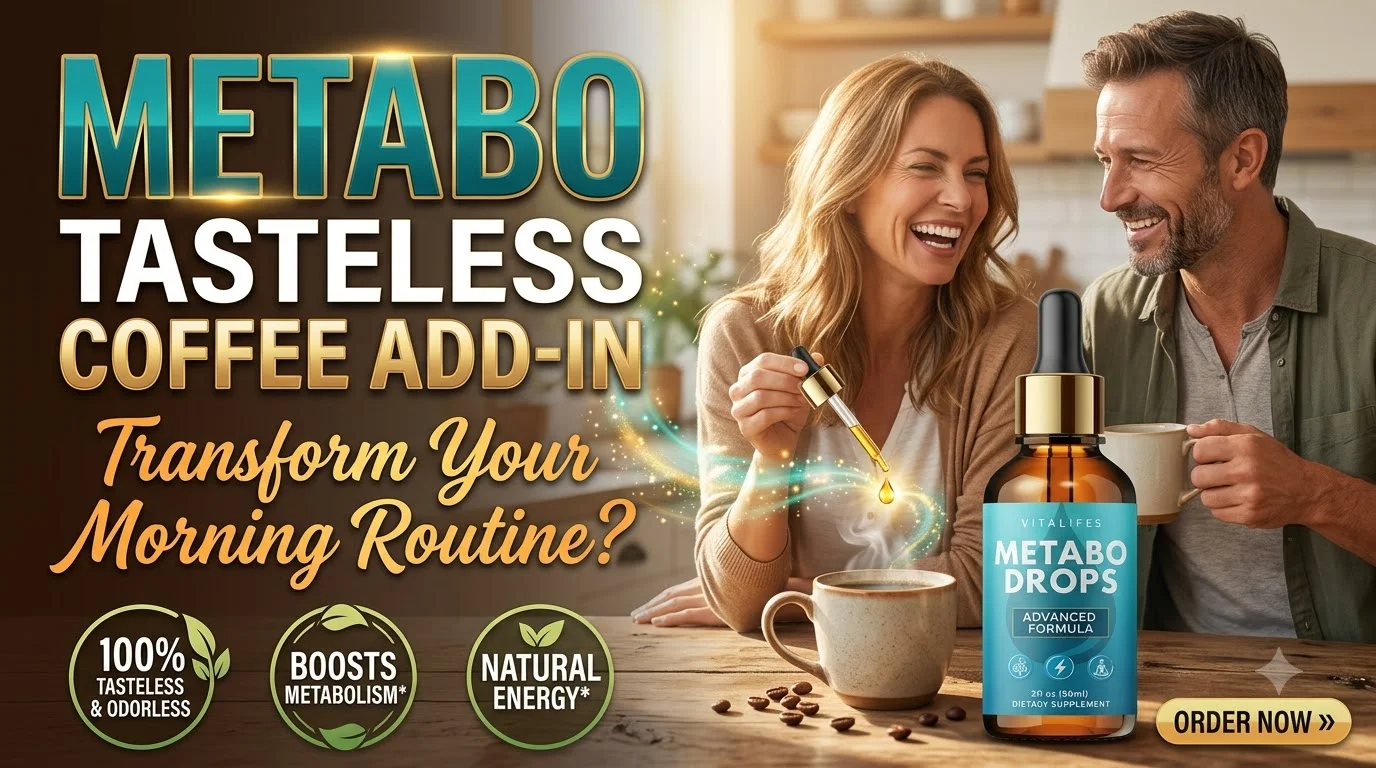 METABO
TASTELESS
COFFEE ADD-IN
Transform Your
Morning Routine?
100%
TASTELESS
& ODORLESS
BOOSTS
METABOLISM*
NATURAL
ENERGY*
VITALIFES
METABO
DROPS
ADVANCED
FORMULA
(50ml)
DIETADY SUPPLEMENT
ORDER NOW »